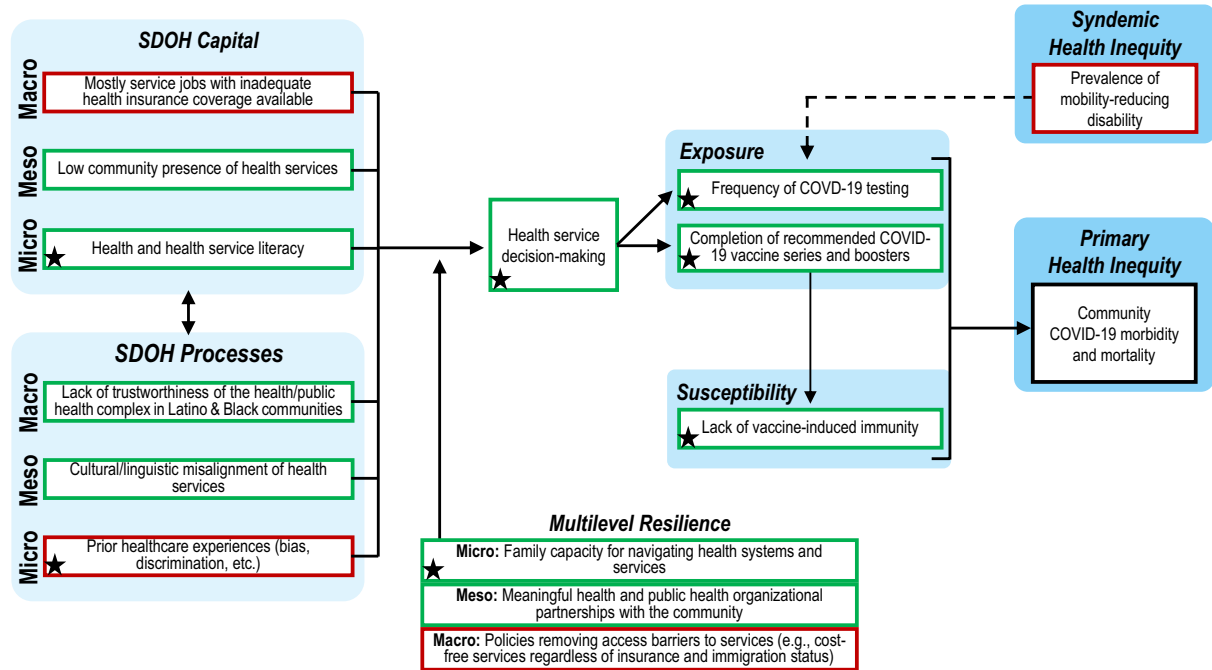 SDOH Capital
Macro
Mostly service jobs with inadequate
health insurance coverage available
Meso
Low community presence of health services
Micro
Health and health service literacy
SDOH Processes
Macro
Lack of trustworthiness of the health/public
health complex in Latino & Black communities
Meso
Cultural/linguistic misalignment of health
services
Micro
Prior healthcare experiences (bias,
discrimination, etc.)
Health service
decision-making
Multilevel Resilience
Micro: Family capacity for navigating health systems and
services
Meso: Meaningful health and public health organizational
partnerships with the community
Macro: Policies removing access barriers to services (e.g., cost-
free services regardless of insurance and immigration status)
Exposure
Frequency of COVD-19 testing
Completion of recommended COVID-
19 vaccine series and boosters
Susceptibility
Lack of vaccine-induced immunity
Syndemic
Health Inequity
Prevalence of
mobility-reducing
disability
Primary
Health Inequity
Community
COVID-19 morbidity
and mortality